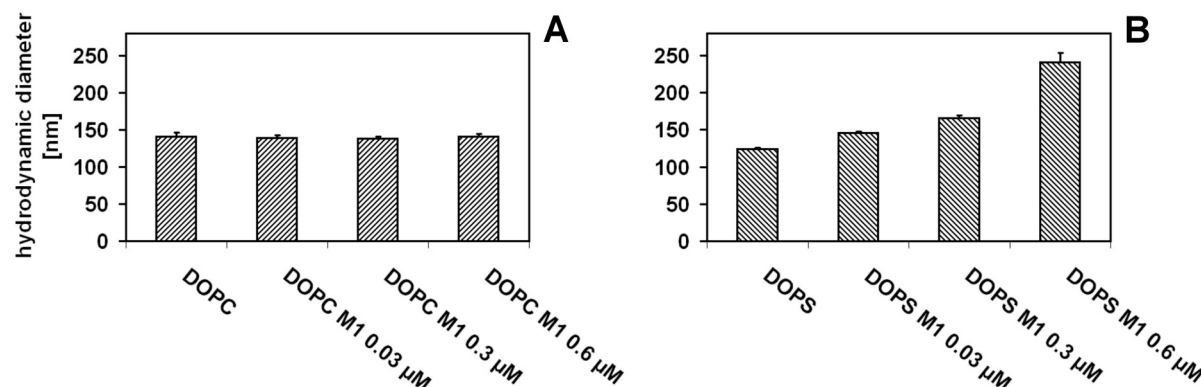 hydrodynamic diameter
[nm]
A
250
200
150
100
50
0
DOPC
DOPC M1 0.03 µM
DOPC M1 0.3 µM
DOPC M1 0.6 µM
B
250
200
150
100
50
0
DOPS
DOPS M1 0.03 µM
DOPS M1 0.3 µM
DOPS M1 0.6 µM